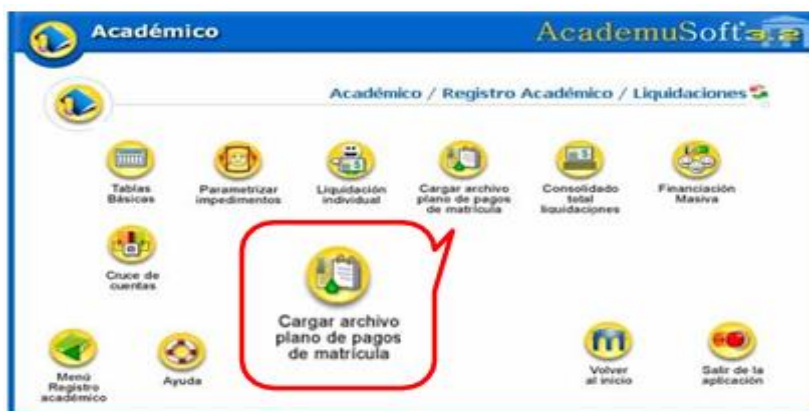 Académico
AcademuSoft 3.2
Académico / Registro Académico / Liquidaciones
Tablas
Básicas
Parametrizar
impedimentos
Liquidación
individual
Cargar archivo
plano de pagos
de matrícula
Consolidado
total
liquidaciones
Financiación
Masiva
Cruce de
cuentas
Cargar archivo
plano de pagos
de matrícula
Menú
Registro
académico
Ayuda
Volver
al inicio
Salir de la
aplicación